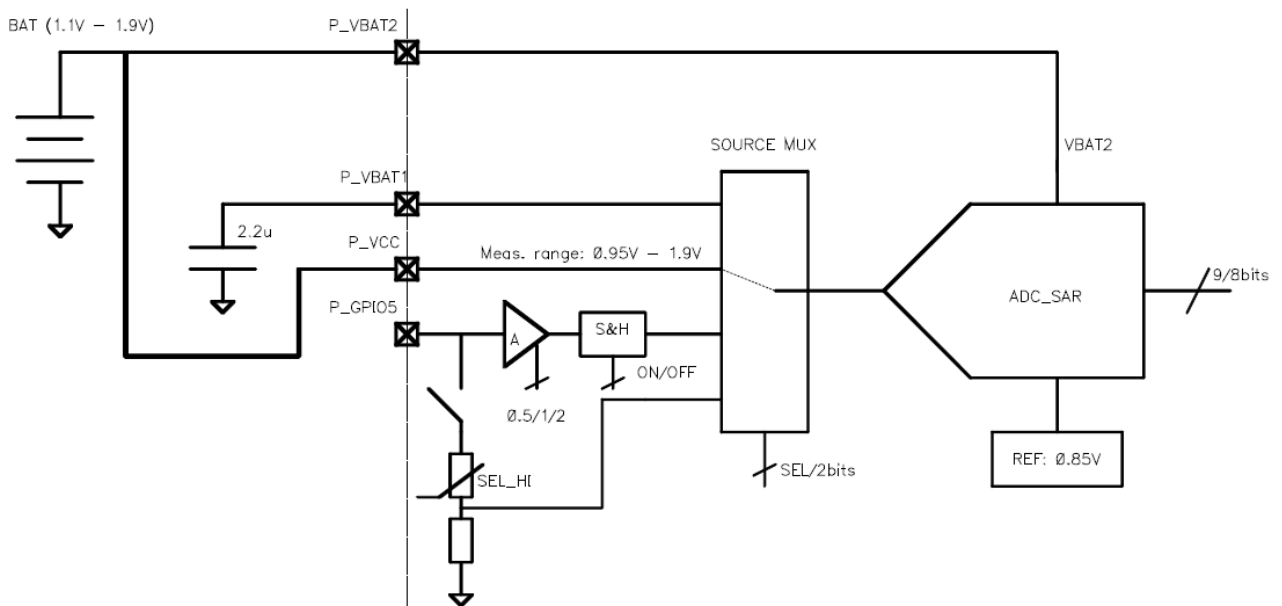 BAT (1.1V – 1.9V)
P_VBAT2
SOURCE MUX
VBAT2
P_VBAT1
2.2u
P_VCC
Meas. range: 0.95V – 1.9V
P_GPIO5
9/8bits
ADC_SAR
A
S&H
ON/OFF
0.5/1/2
REF: 0.85V
SEL/2bits
SEL_HI